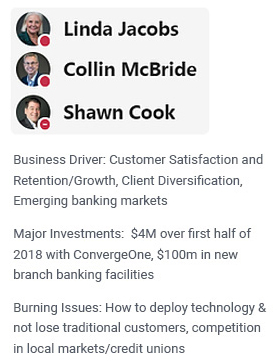 Linda Jacobs
Collin McBride
Shawn Cook
Business Driver: Customer Satisfaction and
Retention/Growth, Client Diversification,
Emerging banking markets
Major Investments:  $4M over first half of
2018 with ConvergeOne, $100m in new
branch banking facilities
Burning Issues: How to deploy technology &
not lose traditional customers, competition
in local markets/credit unions